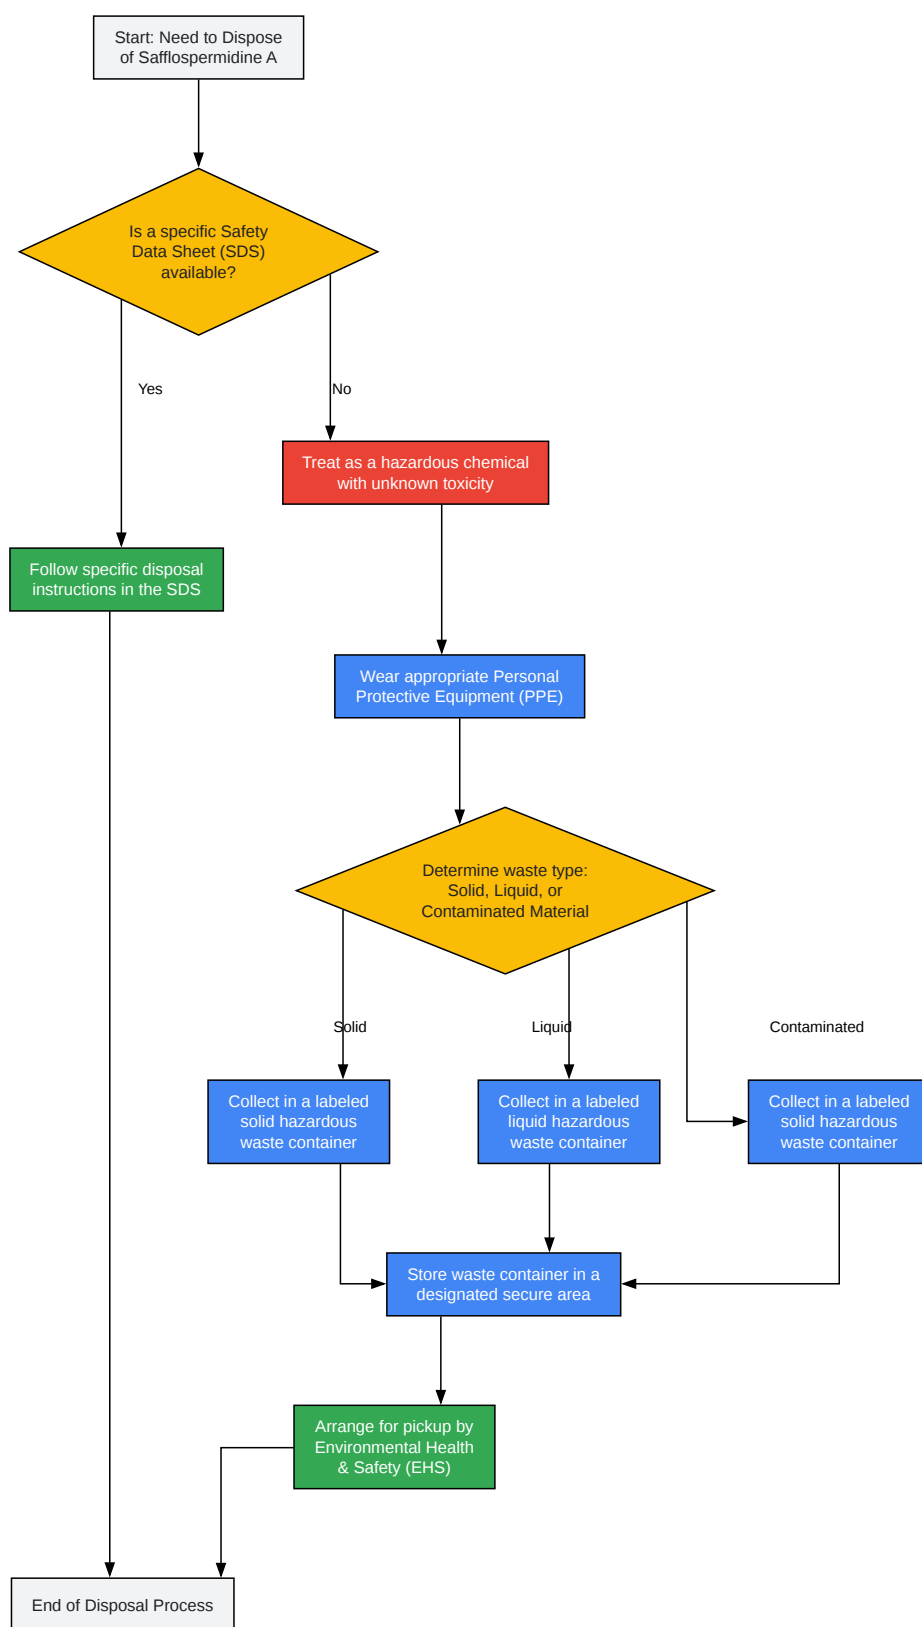 Start: Need to Dispose
of Safflospermidine A
Is a specific Safety
Data Sheet (SDS)
available?
Yes
No
Treat as a hazardous chemical
with unknown toxicity
Follow specific disposal
instructions in the SDS
Wear appropriate Personal
Protective Equipment (PPE)
Determine waste type:
Solid, Liquid, or
Contaminated Material
Solid
Liquid
Contaminated
Collect in a labeled
solid hazardous
waste container
Collect in a labeled
liquid hazardous
waste container
Collect in a labeled
solid hazardous
waste container
Store waste container in a
designated secure area
Arrange for pickup by
Environmental Health
& Safety (EHS)
End of Disposal Process